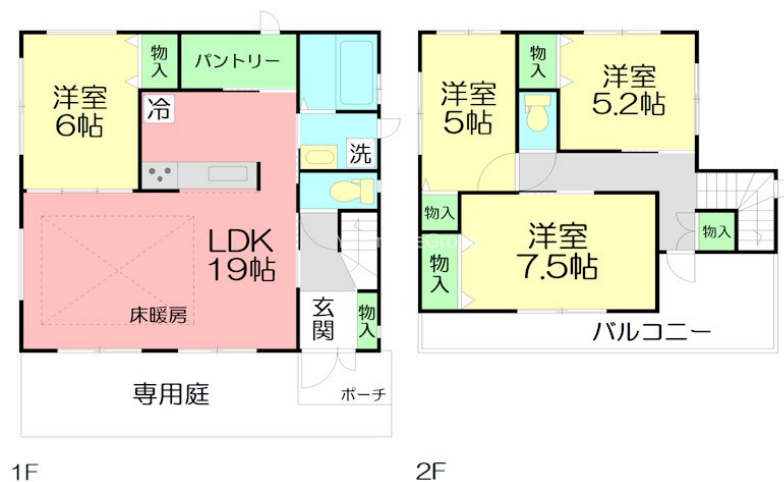 物入
パントリー
洋室
6帖
冷
洗
LDK
19帖
床暖房
玄関
物入
専用庭
ポーチ
1F
洋室
5帖
物入
洋室
5.2帖
物入
物入
洋室
7.5帖
物入
バルコニー
2F